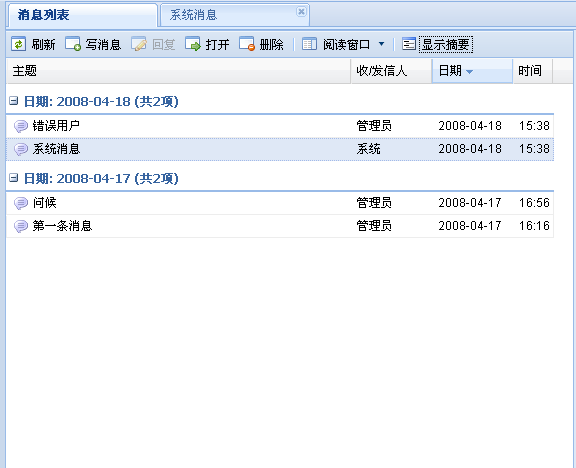 消息列表 系统消息
刷新 写消息 回复 打开 删除 阅读窗口 显示摘要
主题 收/发信人 日期 时间
日期: 2008-04-18 (共2项)
错误用户 管理员 2008-04-18 15:38
系统消息 系统 2008-04-18 15:38
日期: 2008-04-17 (共2项)
问候 管理员 2008-04-17 16:56
第一条消息 管理员 2008-04-17 16:16